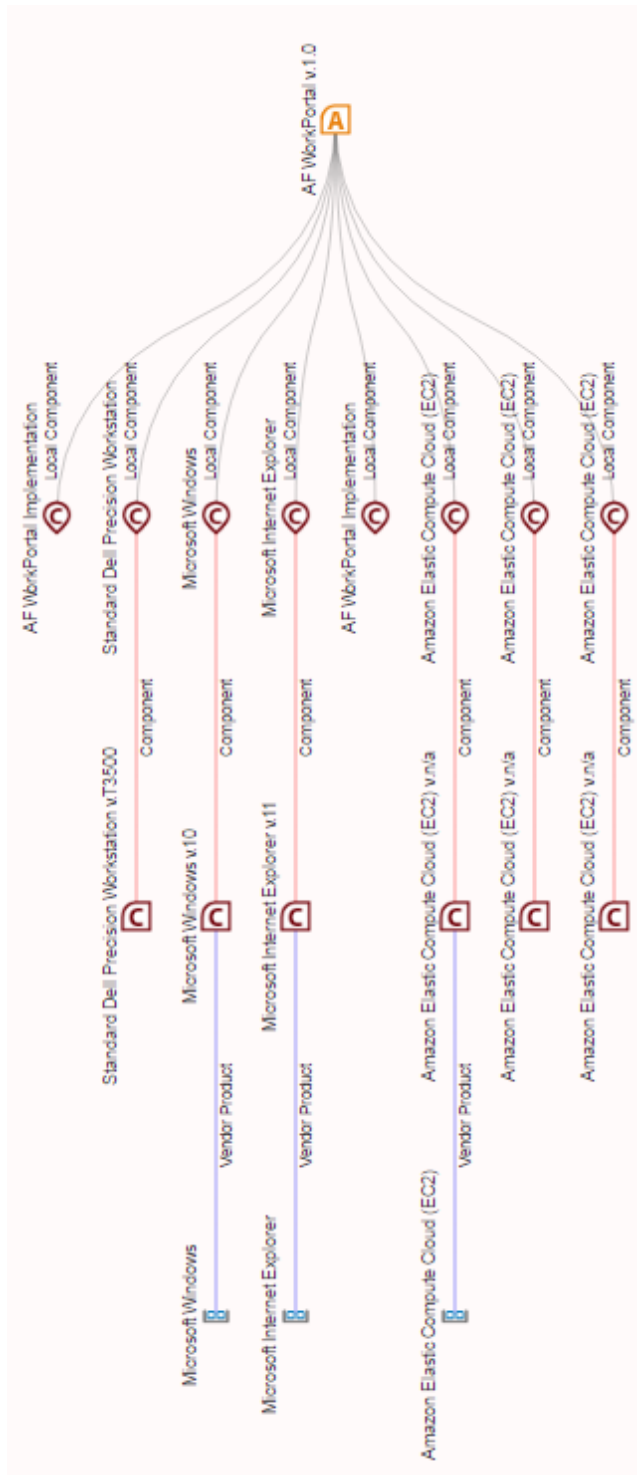 AF WorkPortal v.1.0
AF WorkPortal Implementation
Local Component
Standard Dell Precision Workstation
Local Component
Microsoft Windows
Local Component
Microsoft Internet Explorer
Local Component
AF WorkPortal Implementation
Local Component
Amazon Elastic Compute Cloud (EC2)
Local Component
Amazon Elastic Compute Cloud (EC2)
Local Component
Amazon Elastic Compute Cloud (EC2)
Local Component
Component
Component
Component
Component
Component
Component
Standard Dell Precision Workstation v.T3500
Microsoft Windows v.10
Microsoft Internet Explorer v.11
Amazon Elastic Compute Cloud (EC2) v.n/a
Amazon Elastic Compute Cloud (EC2) v.n/a
Amazon Elastic Compute Cloud (EC2) v.n/a
Vendor Product
Vendor Product
Vendor Product
Microsoft Windows
Microsoft Internet Explorer
Amazon Elastic Compute Cloud (EC2)
A
C
C
C
C
C
C
C
C
C
C
C
C
C
C